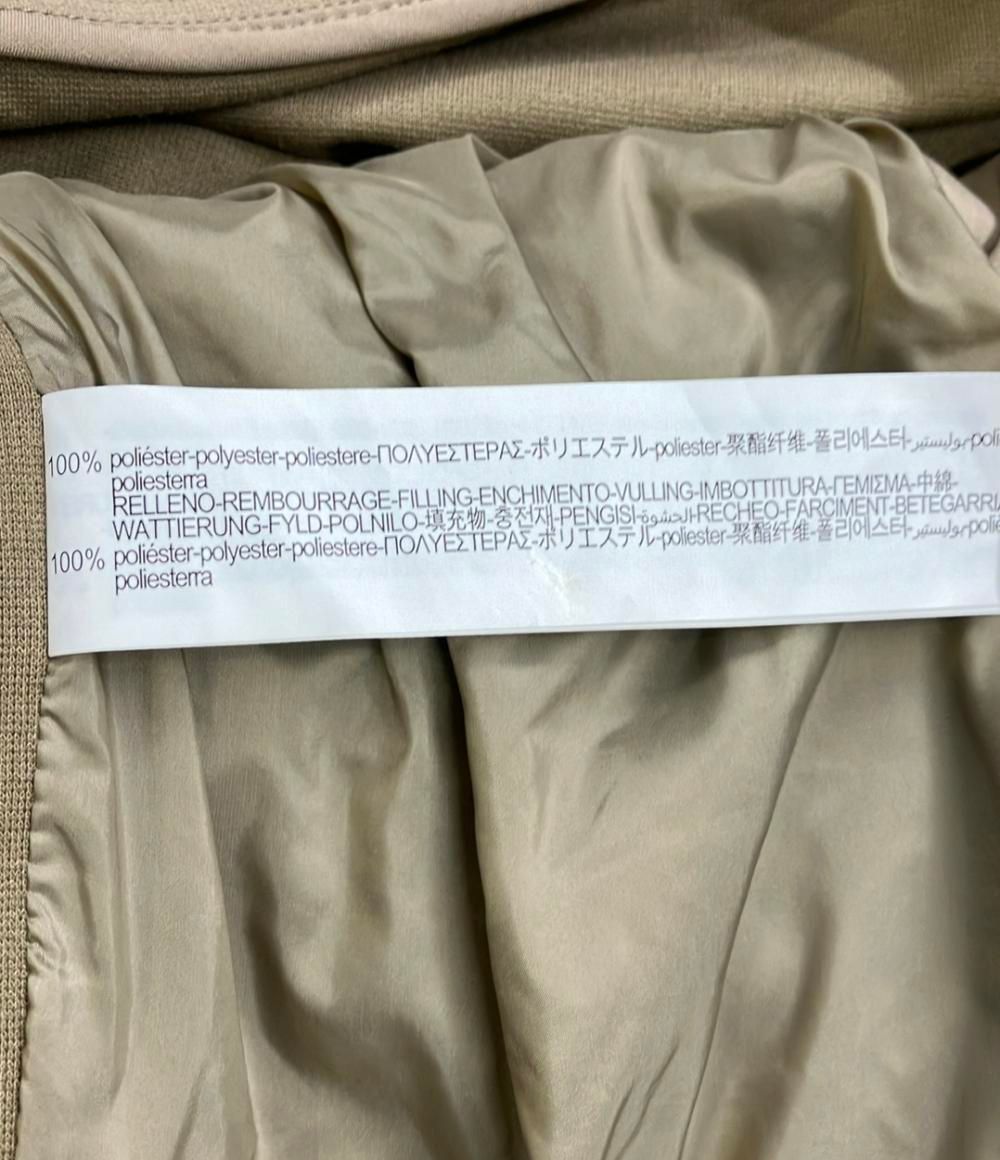 100% poliéster-polyester-poliestere-ΠΟΛΥΕΣΤΕΡΑΣ-ポリエステル-poliester-聚酯纤维-폴리에스터-بوليستير-poli
poliesterra
RELLENO-REMBOURRAGE-FILLING-ENCHIMENTO-VULLING-IMBOTTITURA-ΓΕΜΙΣΜΑ-中綿-
WATTIERUNG-FYLD-POLNILO-填充物-충전재-PENGISI-الحشوة-RECHEO-FARCIMENT-BETEGARRI
100% poliéster-polyester-poliestere-ΠΟΛΥΕΣΤΕΡΑΣ-ポリエステル-poliester-聚酯纤维-폴리에스터-بوليستير-poli
poliesterra